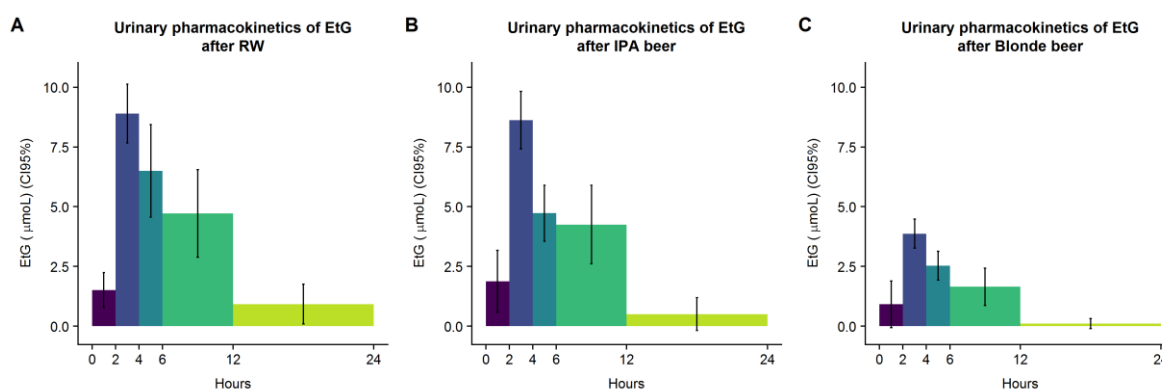 A
Urinary pharmacokinetics of EtG
after RW
EtG ( μmoL) (CI95%)
10.0
7.5
5.0
2.5
0.0
0 2 4 6 12 24
Hours
B
Urinary pharmacokinetics of EtG
after IPA beer
EtG ( μmoL) (CI95%)
10.0
7.5
5.0
2.5
0.0
0 2 4 6 12 24
Hours
C
Urinary pharmacokinetics of EtG
after Blonde beer
EtG ( μmoL) (CI95%)
10.0
7.5
5.0
2.5
0.0
0 2 4 6 12 24
Hours